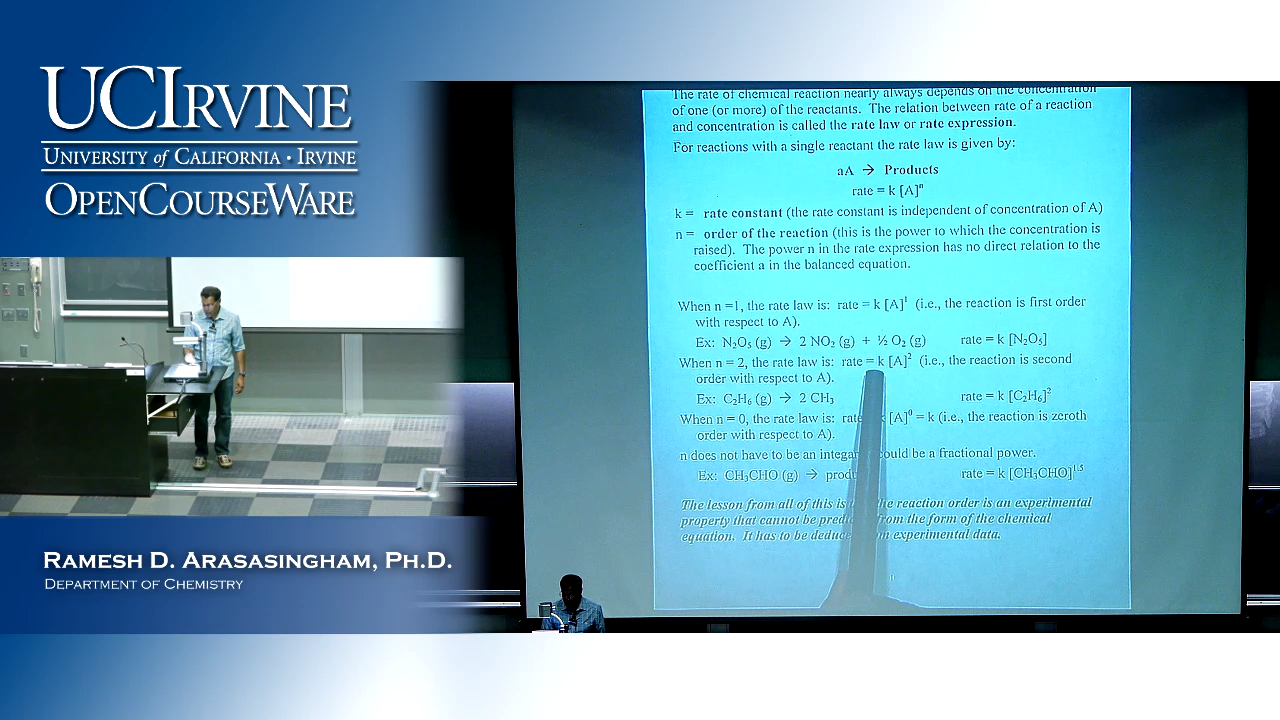 UCIRVINE
UNIVERSITY of CALIFORNIA · IRVINE
OPENCOURSEWARE
RAMESH D. ARASASINGHAM, PH.D.
DEPARTMENT OF CHEMISTRY
The rate of chemical reaction nearly always depends on the concentration
of one (or more) of the reactants. The relation between rate of a reaction
and concentration is called the rate law or rate expression.
For reactions with a single reactant the rate law is given by:
aA → Products
rate = k [A]ⁿ
k = rate constant (the rate constant is independent of concentration of A)
n = order of the reaction (this is the power to which the concentration is
raised). The power n in the rate expression has no direct relation to the
coefficient a in the balanced equation.
When n =1, the rate law is: rate = k [A]¹ (i.e., the reaction is first order
with respect to A).
Ex: N₂O₅ (g) → 2 NO₂ (g) + ½ O₂ (g) rate = k [N₂O₅]
When n = 2, the rate law is: rate = k [A]² (i.e., the reaction is second
order with respect to A).
Ex: C₂H₆ (g) → 2 CH₃ rate = k [C₂H₆]²
When n = 0, the rate law is: rate [A]⁰ = k (i.e., the reaction is zeroth
order with respect to A).
n does not have to be an integar could be a fractional power.
Ex: CH₃CHO (g) → rate = k [CH₃CHO]¹·⁵
The lesson from all of this is the reaction order is an experimental
property that cannot be from the form of the chemical
equation. It has to be experimental data.